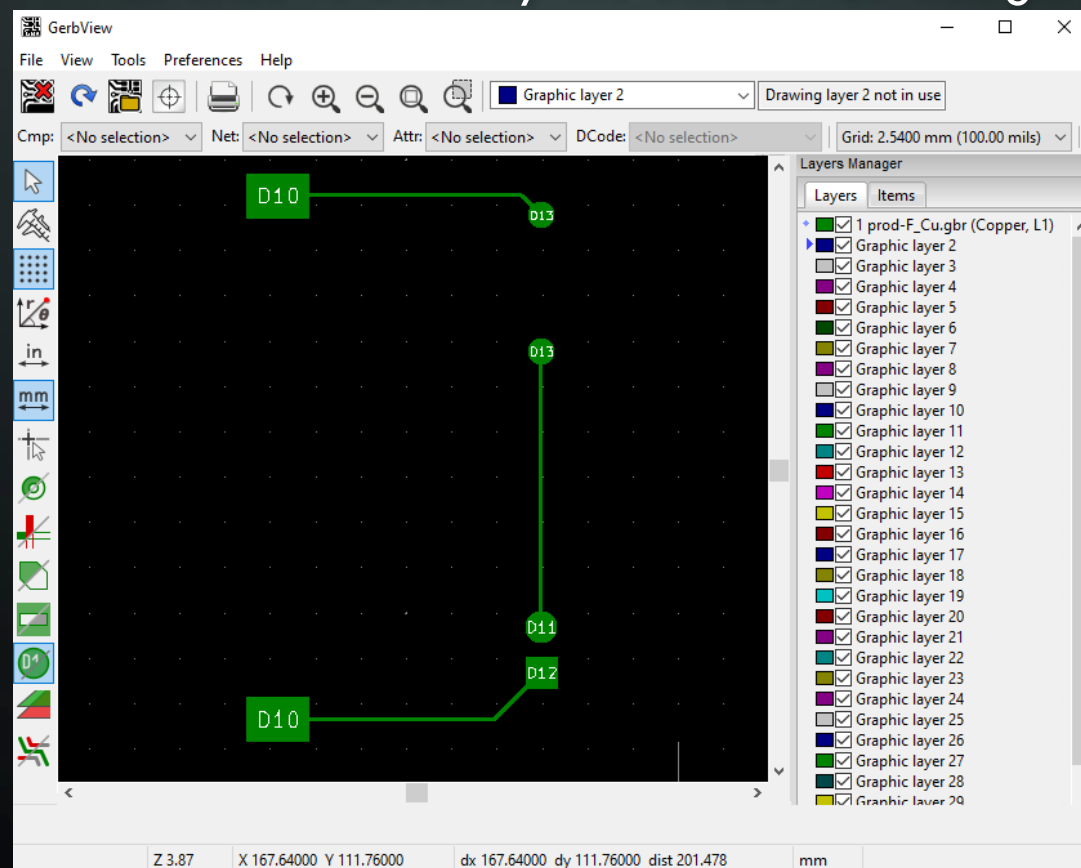 GerbView
File View Tools Preferences Help
Graphic layer 2
Drawing layer 2 not in use
Cmp: <No selection> Net: <No selection> Attr: <No selection> DCode: <No selection> Grid: 2.5400 mm (100.00 mils)
Layers Manager
Layers Items
1 prod-F_Cu.gbr (Copper, L1)
Graphic layer 2
Graphic layer 3
Graphic layer 4
Graphic layer 5
Graphic layer 6
Graphic layer 7
Graphic layer 8
Graphic layer 9
Graphic layer 10
Graphic layer 11
Graphic layer 12
Graphic layer 13
Graphic layer 14
Graphic layer 15
Graphic layer 16
Graphic layer 17
Graphic layer 18
Graphic layer 19
Graphic layer 20
Graphic layer 21
Graphic layer 22
Graphic layer 23
Graphic layer 24
Graphic layer 25
Graphic layer 26
Graphic layer 27
Graphic layer 28
Graphic layer 29
in
mm
D10
D13
D13
D11
D12
D10
Z 3.87 X 167.64000 Y 111.76000 dx 167.64000 dy 111.76000 dist 201.478 mm